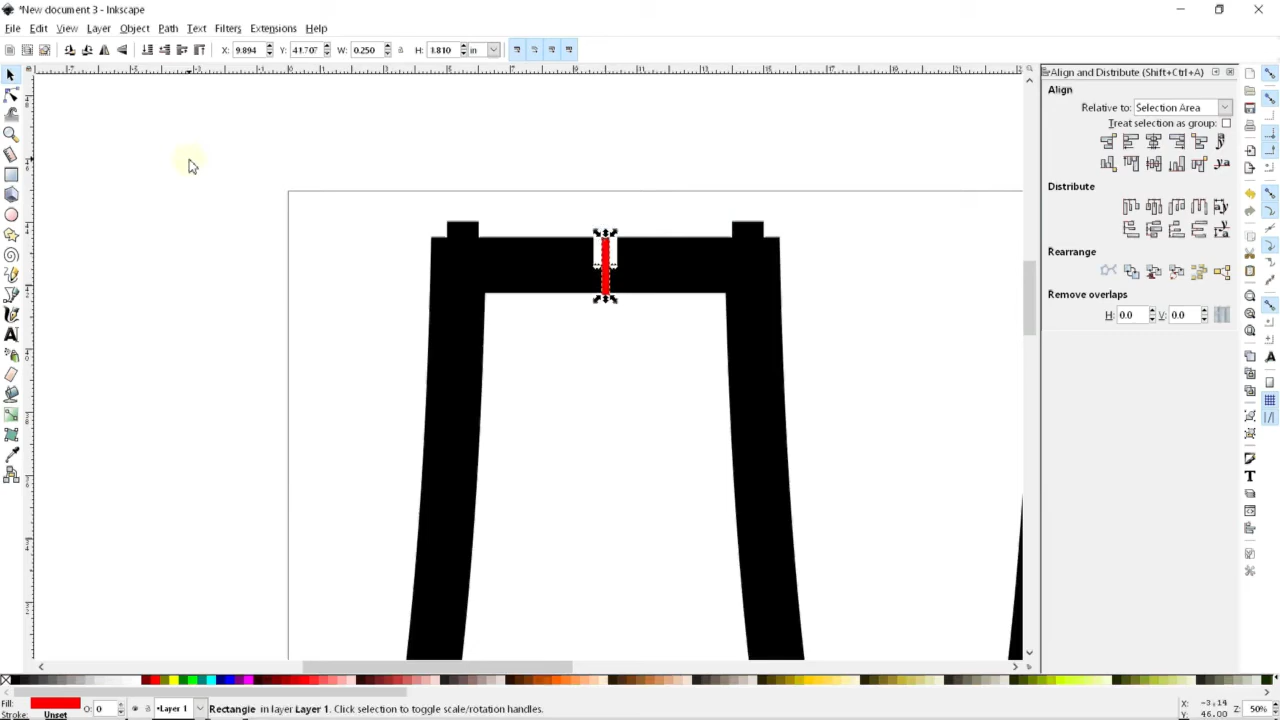 *New document 3 - Inkscape
File Edit View Layer Object Path Text Filters Extensions Help
X: 9.894 Y: 41.707 W: 0.250 H: 1.810 in
Align and Distribute (Shift+Ctrl+A)
Align
Relative to: Selection Area
Treat selection as group:
Distribute
Rearrange
Remove overlaps
H: 0.0 V: 0.0
Fill:
Stroke: Unset
O: 0
•Layer 1
Rectangle in layer Layer 1. Click selection to toggle scale/rotation handles.
X: -3.14
Y: 46.00
Z: 50%